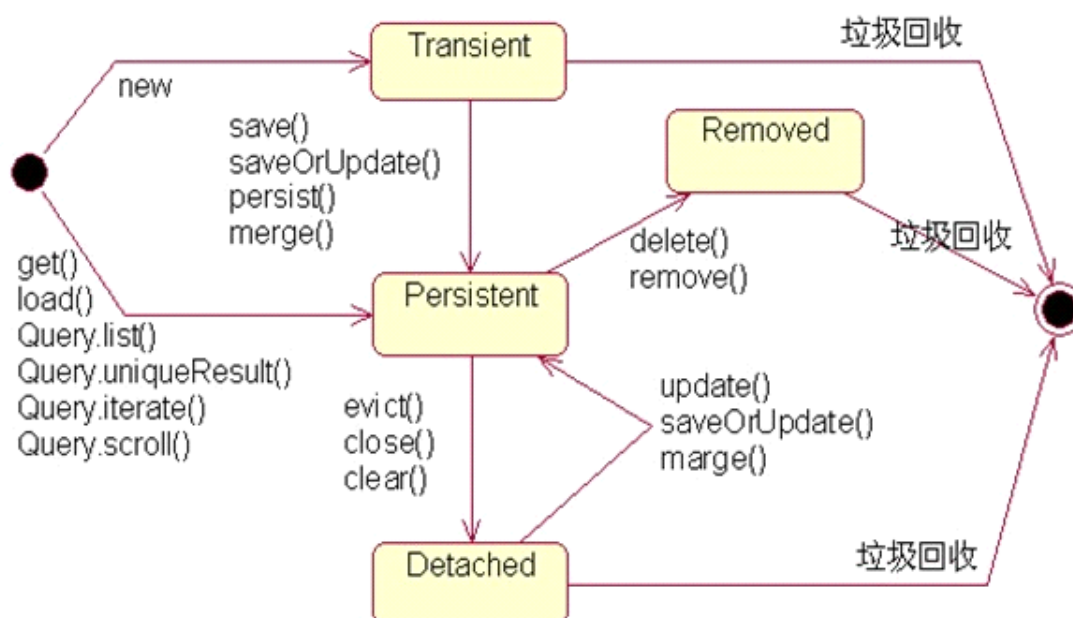 Transient
垃圾回收
new
save()
saveOrUpdate()
persist()
merge()
Removed
垃圾回收
delete()
remove()
get()
load()
Query.list()
Query.uniqueResult()
Query.iterate()
Query.scroll()
Persistent
evict()
close()
clear()
update()
saveOrUpdate()
marge()
Detached
垃圾回收